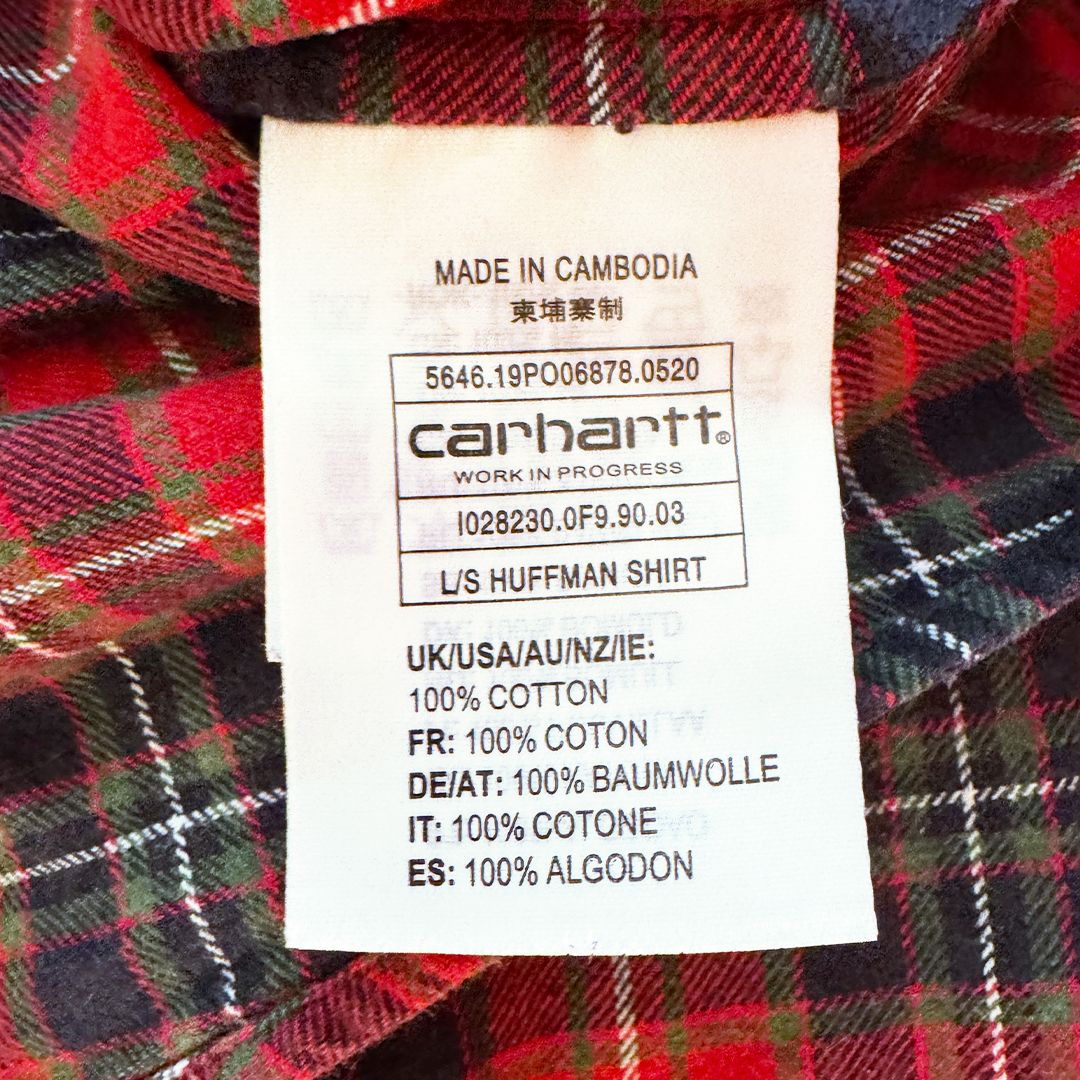 MADE IN CAMBODIA
柬埔寨制
5646.19PO06878.0520
carhartt®
WORK IN PROGRESS
I028230.0F9.90.03
L/S HUFFMAN SHIRT
UK/USA/AU/NZ/IE:
100% COTTON
FR: 100% COTON
DE/AT: 100% BAUMWOLLE
IT: 100% COTONE
ES: 100% ALGODON